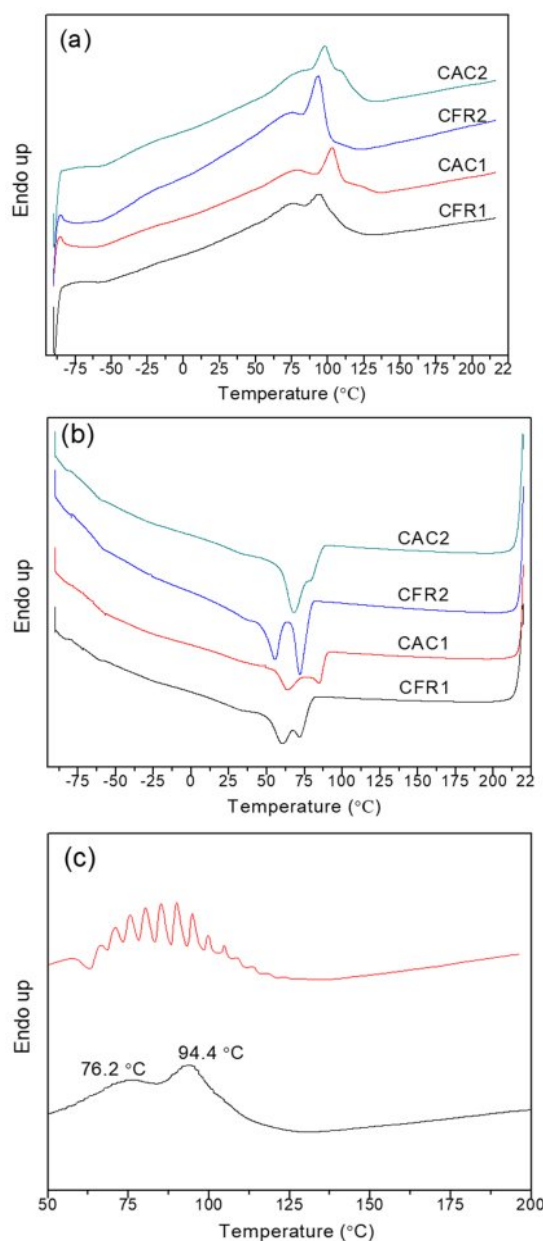 (a)
CAC2
CFR2
CAC1
CFR1
Endo up
-75 -50 -25 0 25 50 75 100 125 150 175 200 22
Temperature (°C)
(b)
CAC2
CFR2
CAC1
CFR1
Endo up
-75 -50 -25 0 25 50 75 100 125 150 175 200 22
Temperature (°C)
(c)
76.2 °C
94.4 °C
Endo up
50 75 100 125 150 175 200
Temperature (°C)